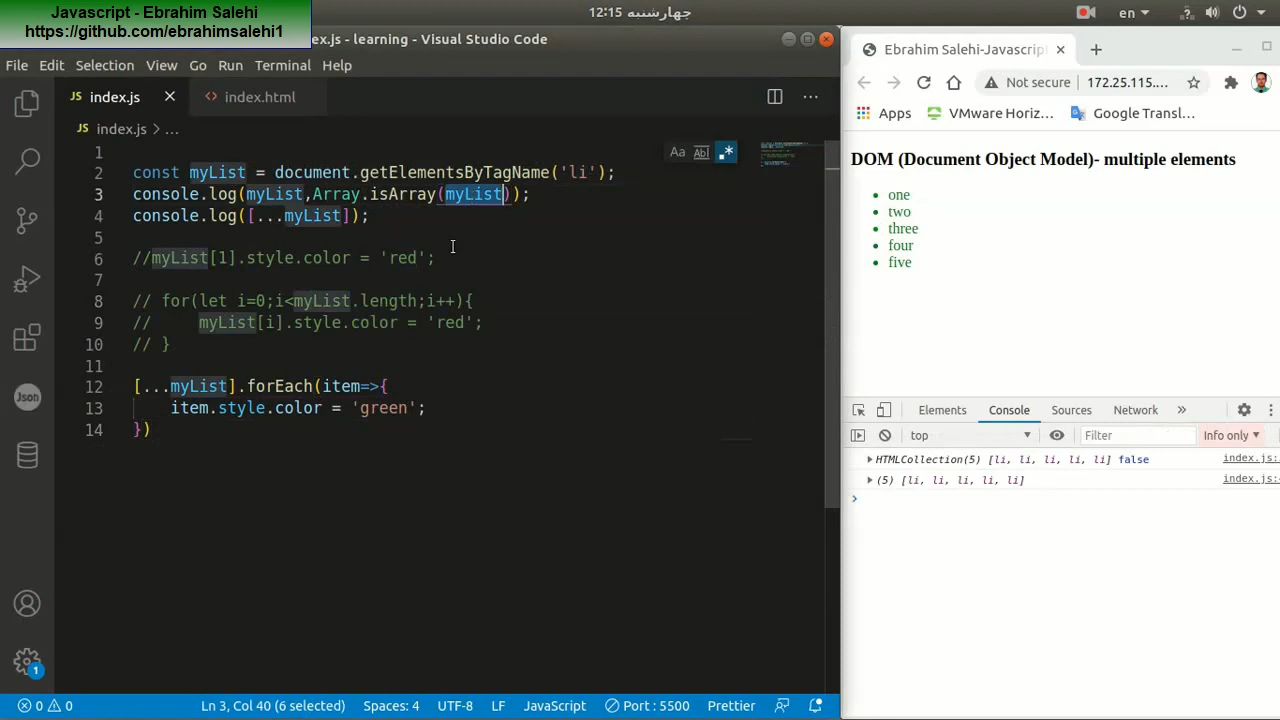 Javascript - Ebrahim Salehi
https://github.com/ebrahimsalehi1
چهارشنبه 12:15
en
ex.js - learning - Visual Studio Code
File Edit Selection View Go Run Terminal Help
JS index.js
<> index.html
JS index.js > ...
Aa Ab
1
2 const myList = document.getElementsByTagName('li');
3 console.log(myList,Array.isArray(myList));
4 console.log([...myList]);
5
6 //myList[1].style.color = 'red';
7
8 // for(let i=0;i<myList.length;i++){
9 //     myList[i].style.color = 'red';
10 // }
11
12 [...myList].forEach(item=>{
13     item.style.color = 'green';
14 })
Json
1
0 0
Ln 3, Col 40 (6 selected) Spaces: 4 UTF-8 LF JavaScript Port : 5500 Prettier
Ebrahim Salehi-Javascript
Not secure 172.25.115....
Apps VMware Horiz... Google Transl...
DOM (Document Object Model)- multiple elements
one
two
three
four
five
Elements Console Sources Network »
top Filter Info only
HTMLCollection(5) [li, li, li, li, li] false index.js:
(5) [li, li, li, li, li] index.js: